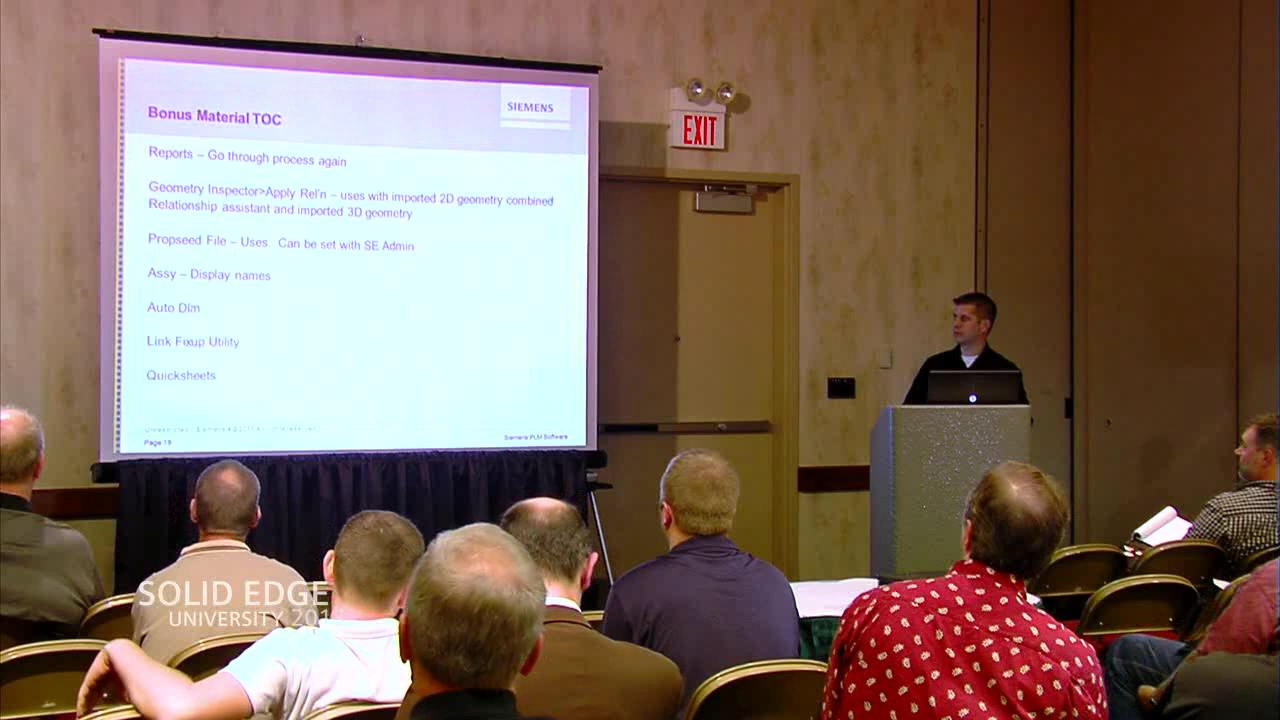 SIEMENS
Bonus Material TOC
Reports – Go through process again
Geometry Inspector>Apply Rel'n – uses with imported 2D geometry combined
Relationship assistant and imported 3D geometry
Propseed File – Uses. Can be set with SE Admin
Assy – Display names
Auto Dim
Link Fixup Utility
Quicksheets
Page 19
Siemens PLM Software
EXIT
SOLID EDGE
UNIVERSITY